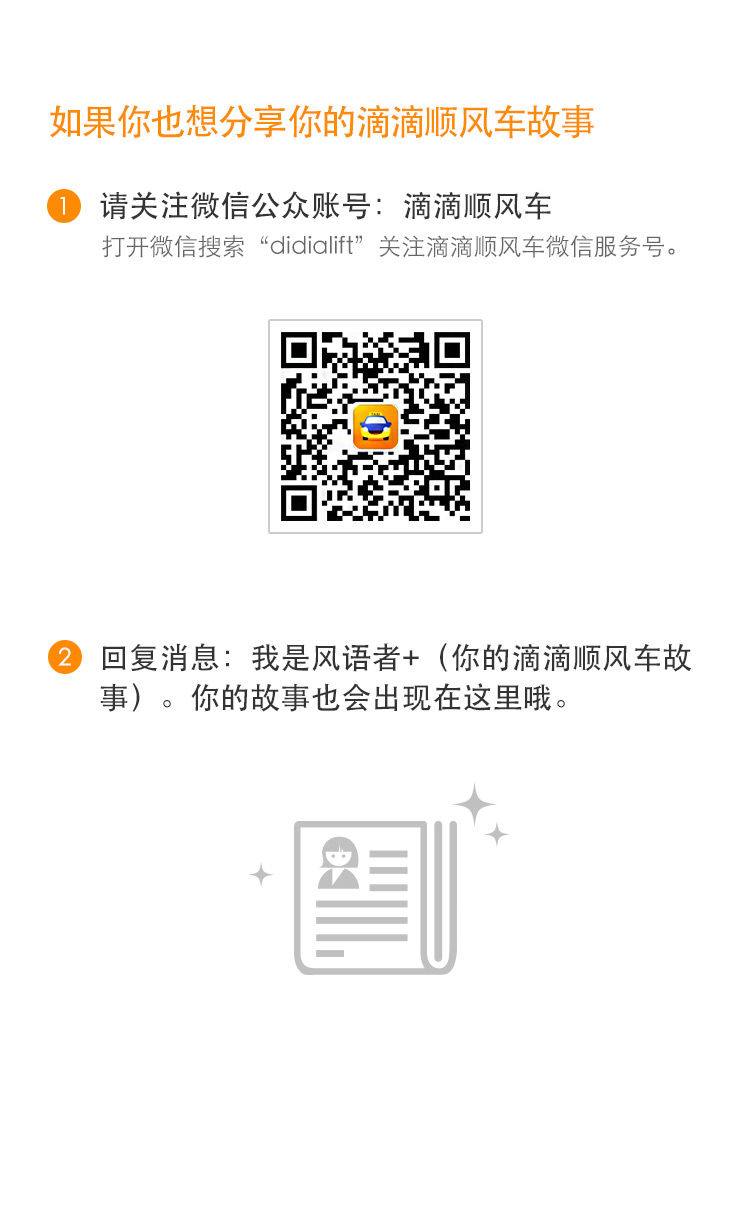 如果你也想分享你的滴滴顺风车故事
1 请关注微信公众账号：滴滴顺风车
打开微信搜索“didialift”关注滴滴顺风车微信服务号。
2 回复消息：我是风语者+（你的滴滴顺风车故
事）。你的故事也会出现在这里哦。